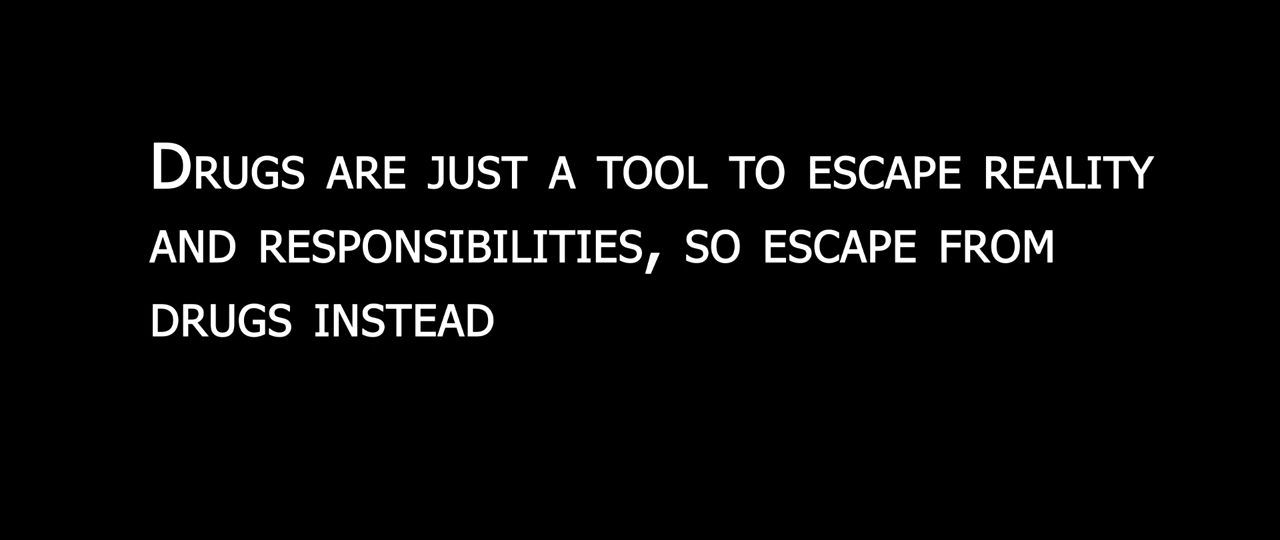 Drugs are just a tool to escape reality
and responsibilities, so escape from
drugs instead